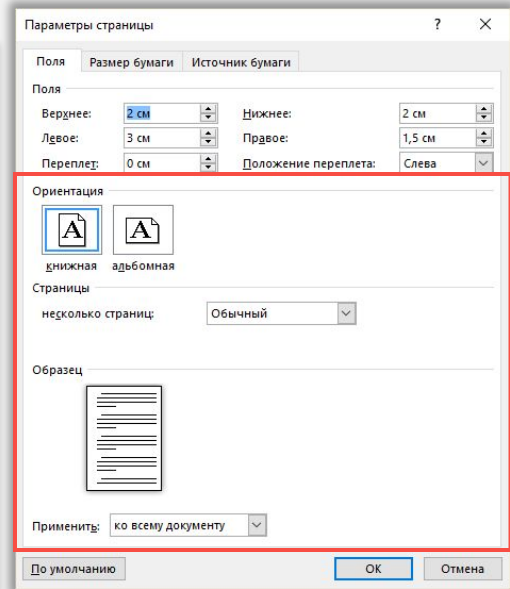 Параметры страницы ? ×
Поля Размер бумаги Источник бумаги
Поля
Верхнее: 2 см Нижнее: 2 см
Левое: 3 см Правое: 1,5 см
Переплет: 0 см Положение переплета: Слева
Ориентация
A A
книжная альбомная
Страницы
несколько страниц: Обычный
Образец
Применить: ко всему документу
По умолчанию ОК Отмена